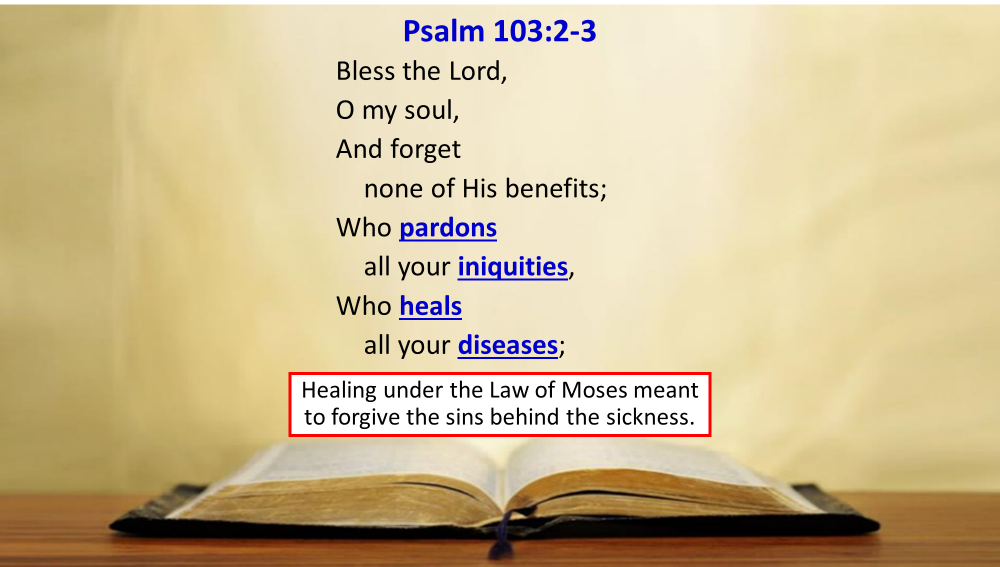 Psalm 103:2-3
Bless the Lord,
O my soul,
And forget
none of His benefits;
Who pardons
all your iniquities,
Who heals
all your diseases;
Healing under the Law of Moses meant
to forgive the sins behind the sickness.